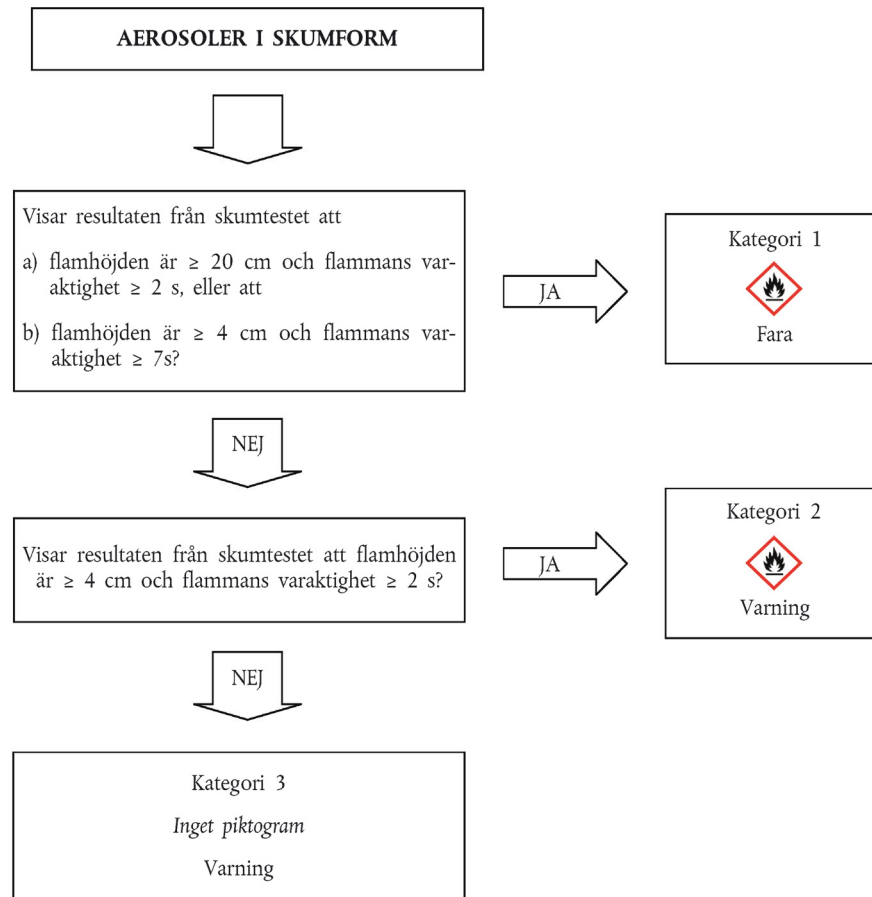 AEROSOLER I SKUMFORM
Visar resultaten från skumtestet att
a) flamhöjden är ≥ 20 cm och flammans var-
aktighet ≥ 2 s, eller att
b) flamhöjden är ≥ 4 cm och flammans var-
aktighet ≥ 7s?
JA
Kategori 1
Fara
NEJ
Visar resultaten från skumtestet att flamhöjden
är ≥ 4 cm och flammans varaktighet ≥ 2 s?
JA
Kategori 2
Varning
NEJ
Kategori 3
Inget piktogram
Varning